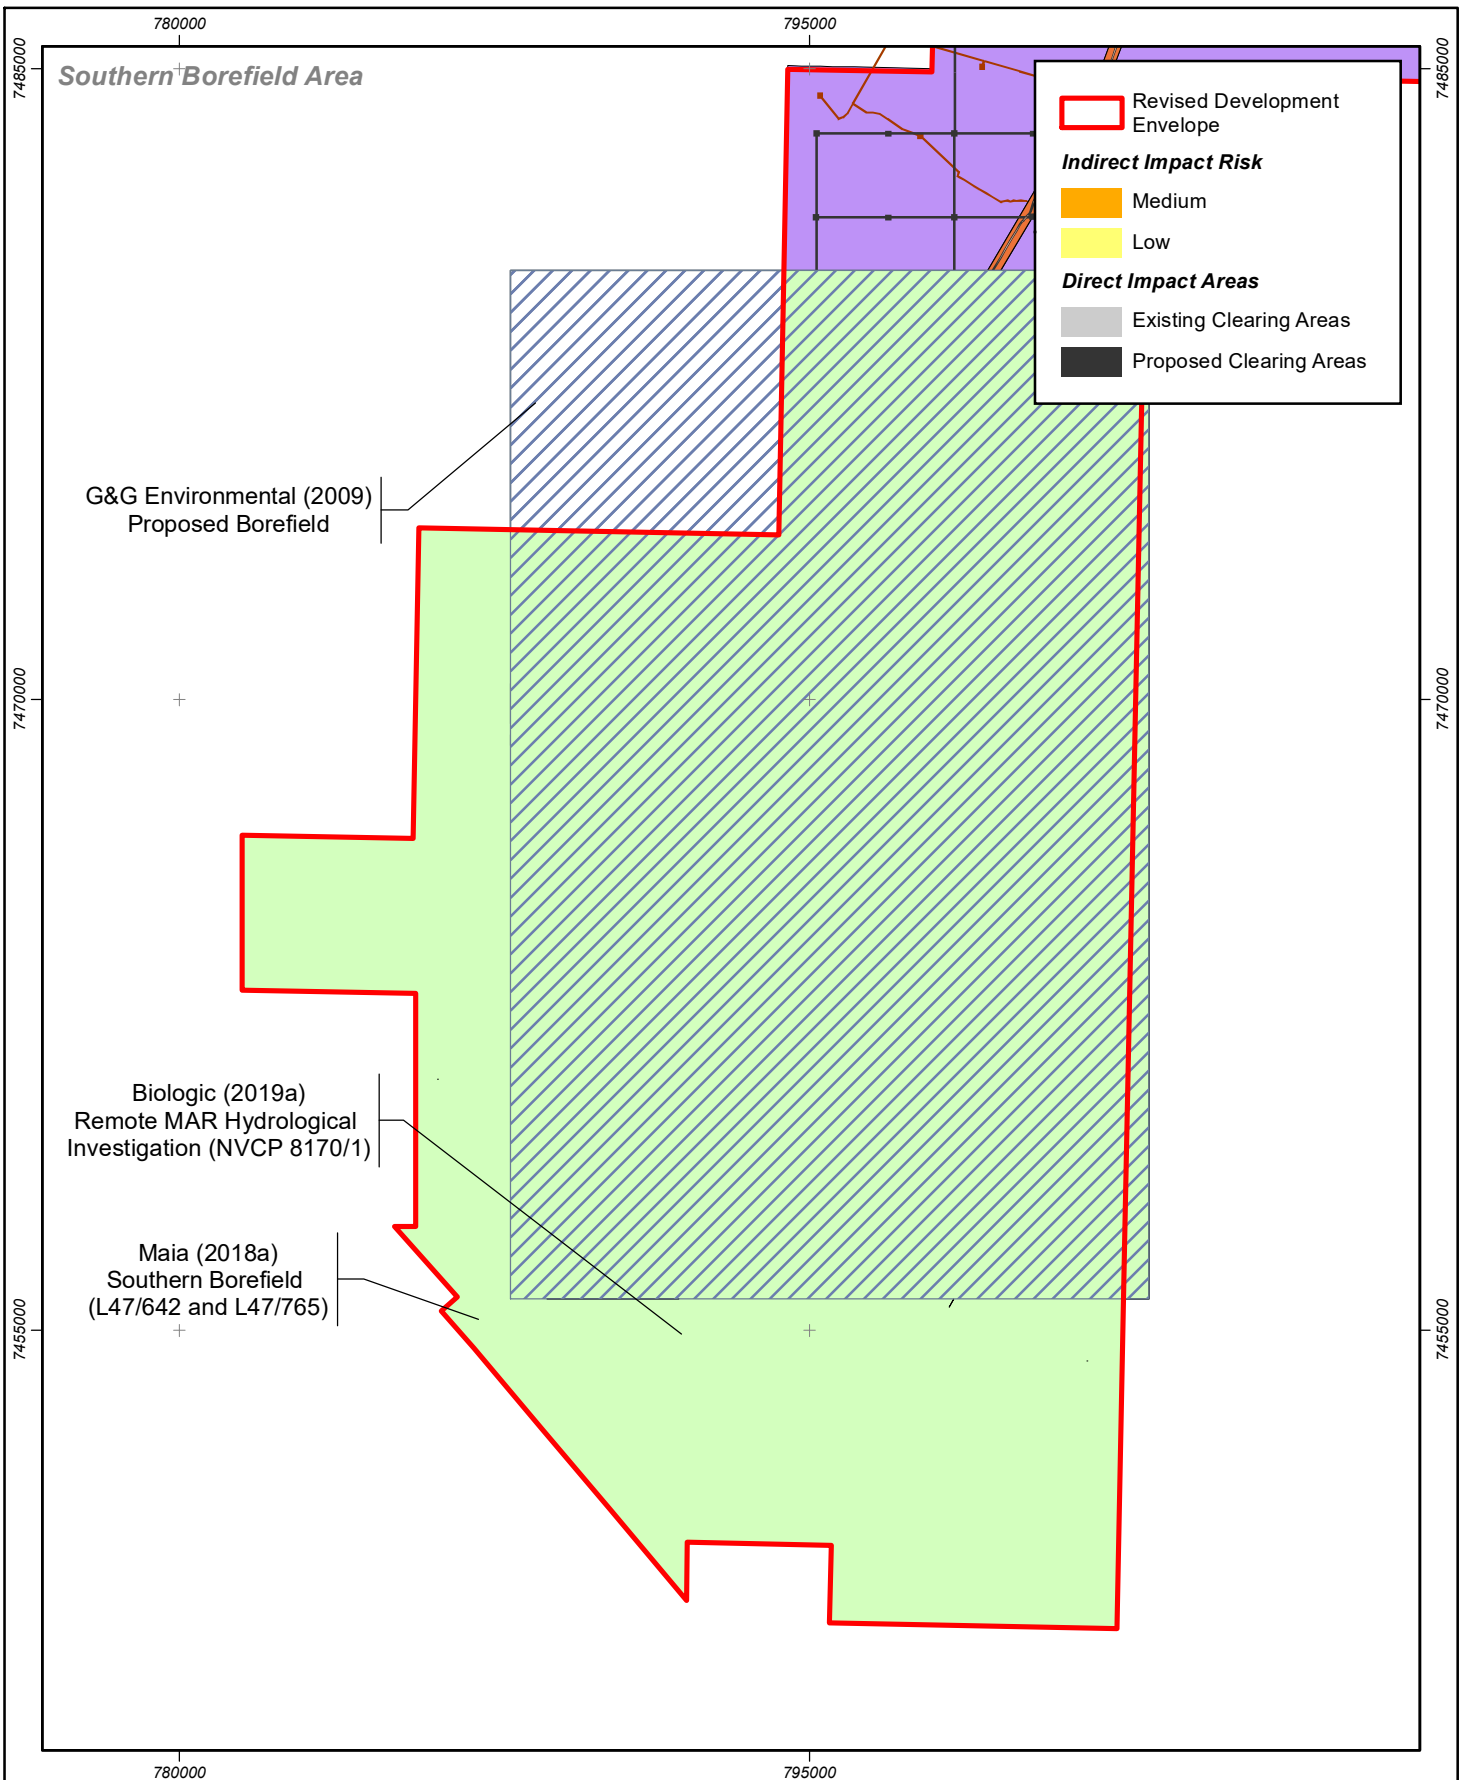 780000
795000
7485000
7485000
Southern Borefield Area
Revised Development
Envelope
Indirect Impact Risk
Medium
Low
Direct Impact Areas
Existing Clearing Areas
Proposed Clearing Areas
G&G Environmental (2009)
Proposed Borefield
7470000
7470000
Biologic (2019a)
Remote MAR Hydrological
Investigation (NVCP 8170/1)
Maia (2018a)
Southern Borefield
(L47/642 and L47/765)
7455000
7455000
780000
795000